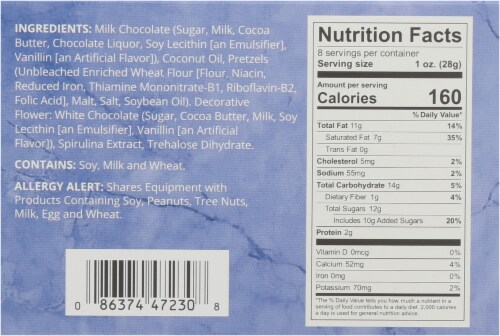 INGREDIENTS: Milk Chocolate (Sugar, Milk, Cocoa
Butter, Chocolate Liquor, Soy Lecithin [an Emulsifier],
Vanillin [an Artificial Flavor]), Coconut Oil, Pretzels
(Unbleached Enriched Wheat Flour [Flour, Niacin,
Reduced Iron, Thiamine Mononitrate-B1, Riboflavin-B2,
Folic Acid], Malt, Salt, Soybean Oil). Decorative
Flower: White Chocolate (Sugar, Cocoa Butter, Milk, Soy
Lecithin [an Emulsifier], Vanillin [an Artificial
Flavor]), Spirulina Extract, Trehalose Dihydrate.
CONTAINS: Soy, Milk and Wheat.
ALLERGY ALERT: Shares Equipment with
Products Containing Soy, Peanuts, Tree Nuts,
Milk, Egg and Wheat.
0 86374 47230 8
Nutrition Facts
8 servings per container
Serving size 1 oz. (28g)
Amount per serving
Calories 160
% Daily Value*
Total Fat 11g 14%
Saturated Fat 7g 35%
Trans Fat 0g
Cholesterol 5mg 2%
Sodium 55mg 2%
Total Carbohydrate 14g 5%
Dietary Fiber 1g 4%
Total Sugars 12g
Includes 10g Added Sugars 20%
Protein 2g
Vitamin D 0mcg 0%
Calcium 52mg 4%
Iron 0mg 0%
Potassium 70mg 2%
*The % Daily Value tells you how much a nutrient in a
serving of food contributes to a daily diet. 2,000 calories
a day is used for general nutrition advice.